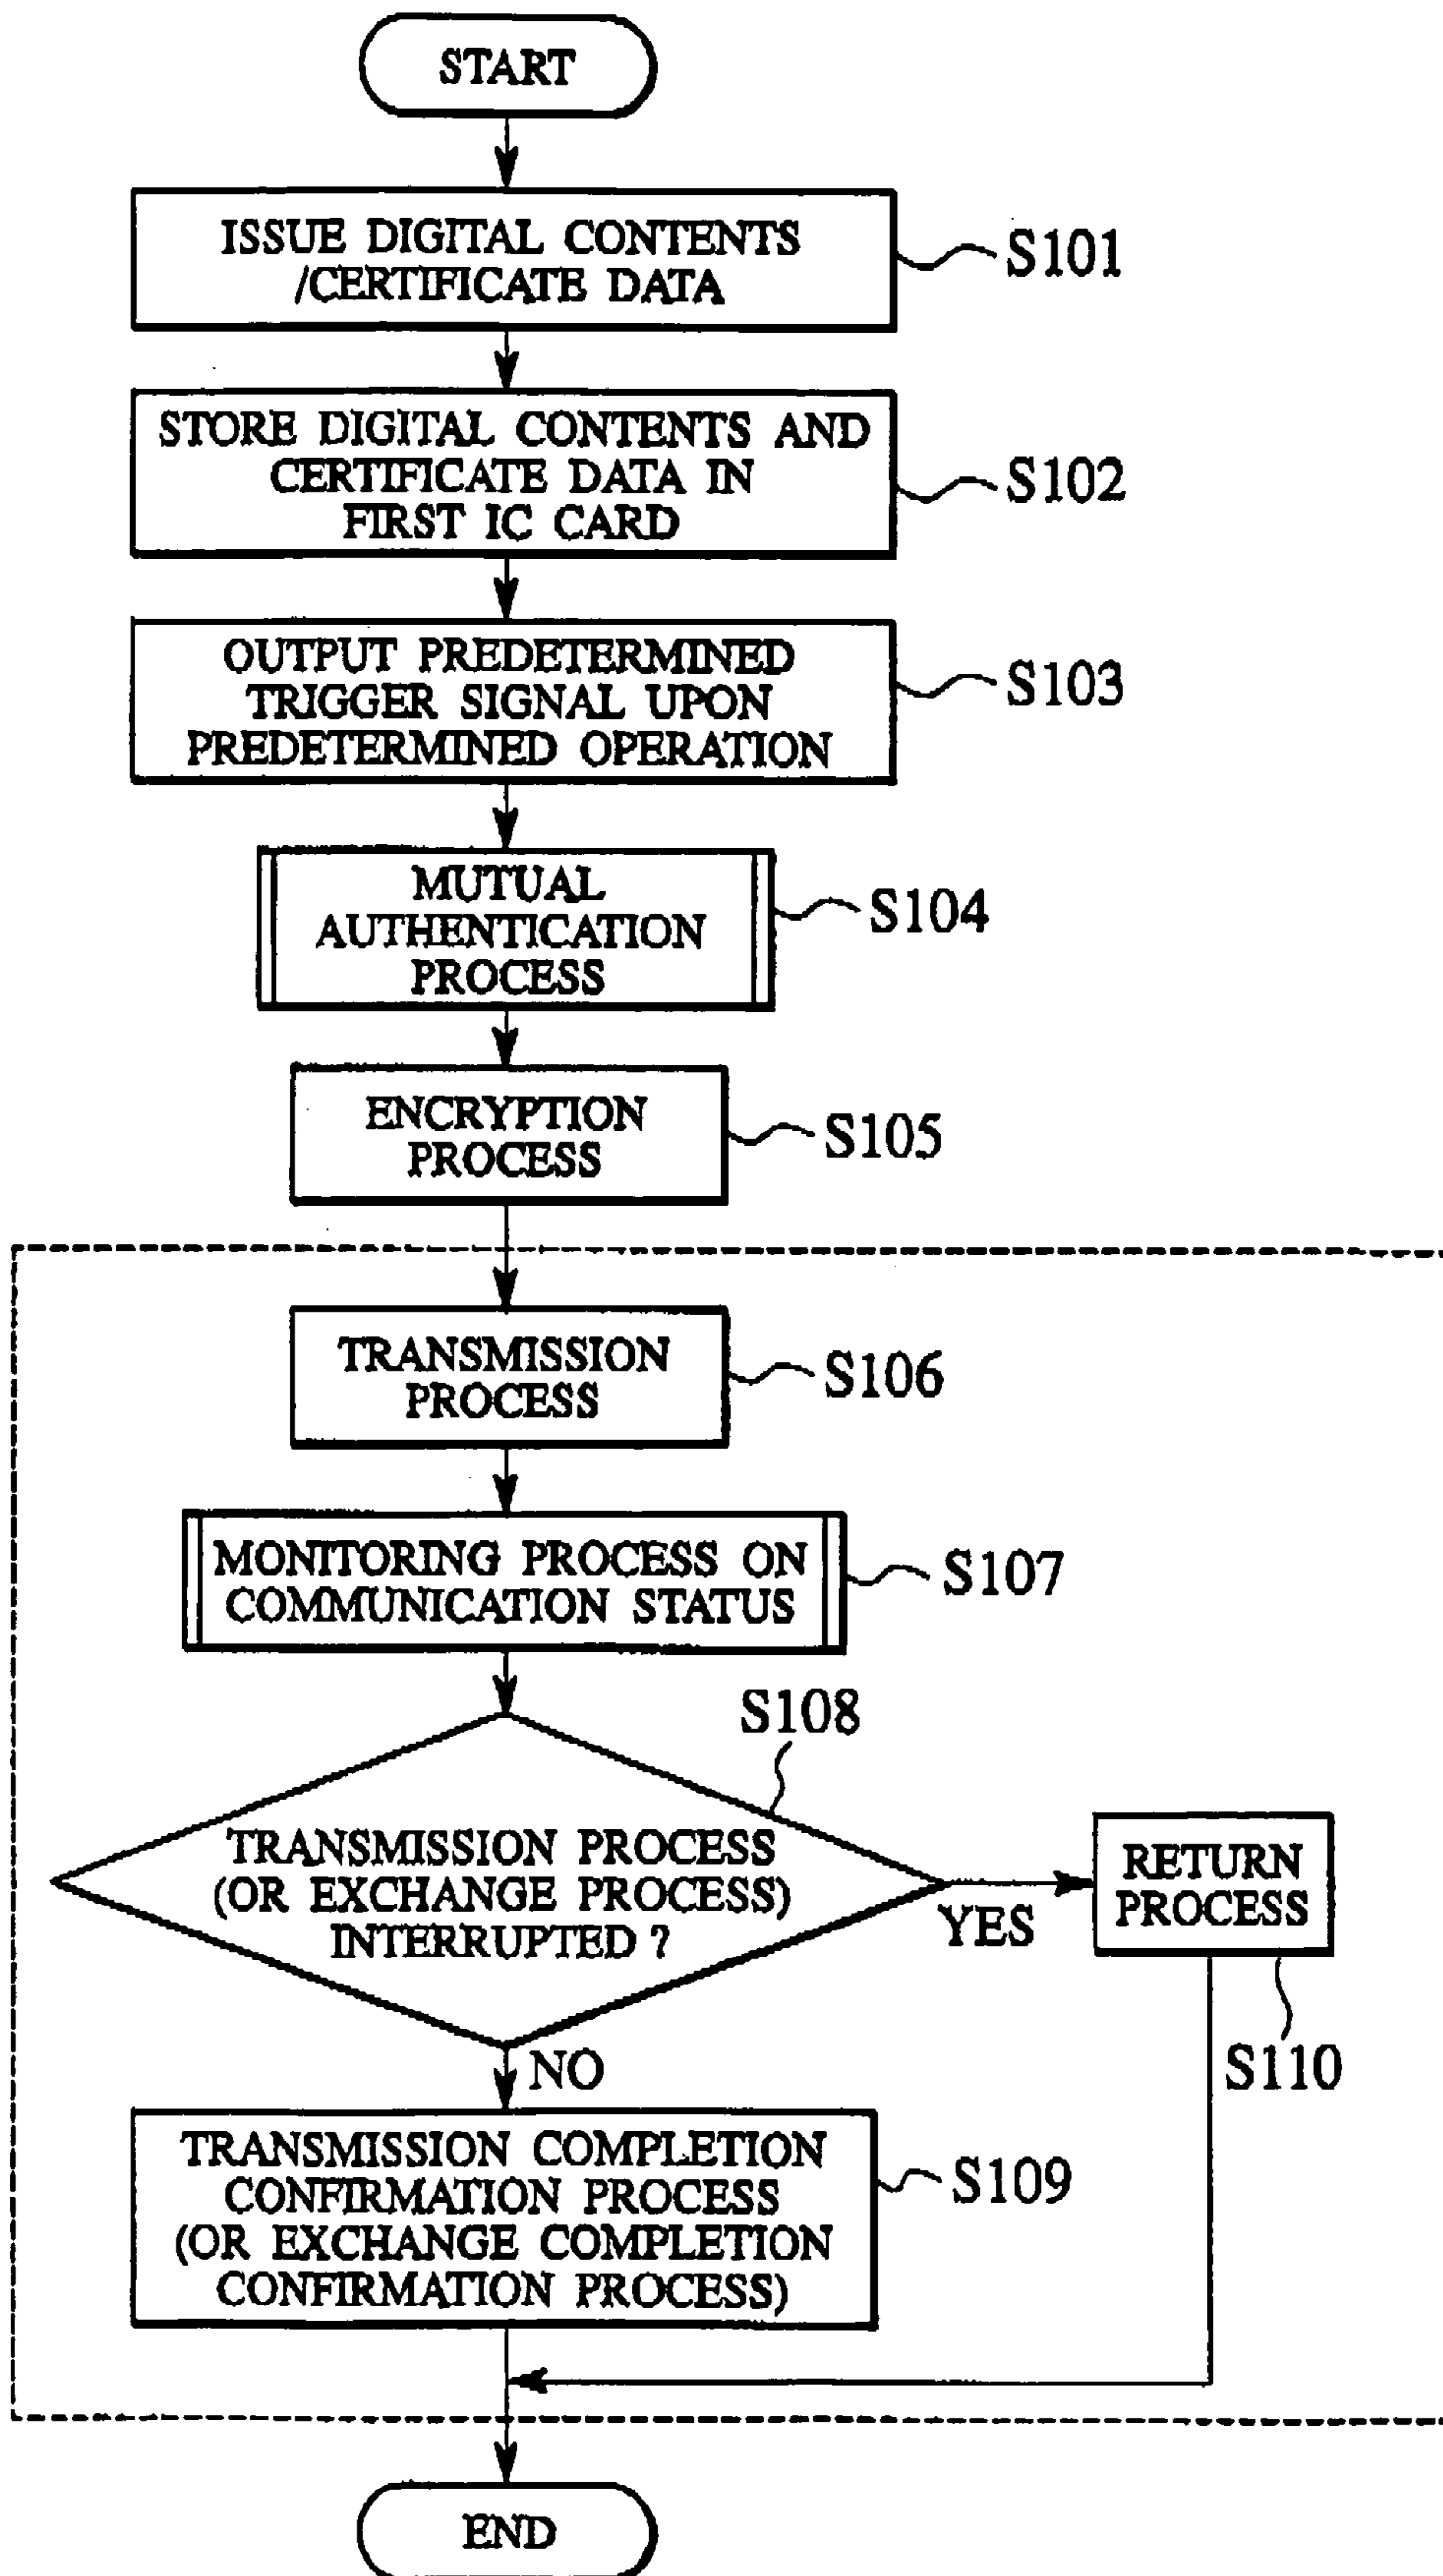 START
ISSUE DIGITAL CONTENTS
/CERTIFICATE DATA
S101
STORE DIGITAL CONTENTS AND
CERTIFICATE DATA IN
FIRST IC CARD
S102
OUTPUT PREDETERMINED
TRIGGER SIGNAL UPON
PREDETERMINED OPERATION
S103
MUTUAL
AUTHENTICATION
PROCESS
S104
ENCRYPTION
PROCESS
S105
TRANSMISSION
PROCESS
S106
MONITORING PROCESS ON
COMMUNICATION STATUS
S107
S108
TRANSMISSION PROCESS
(OR EXCHANGE PROCESS)
INTERRUPTED ?
YES
RETURN
PROCESS
S110
NO
TRANSMISSION COMPLETION
CONFIRMATION PROCESS
(OR EXCHANGE COMPLETION
CONFIRMATION PROCESS)
S109
END